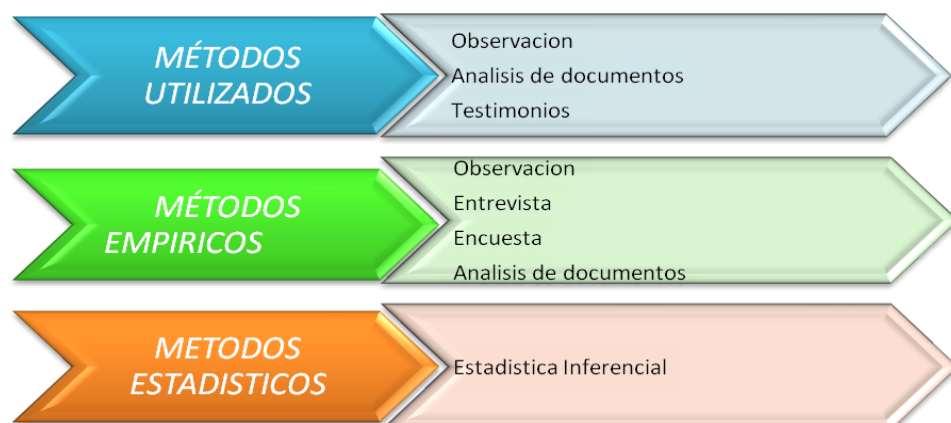 MÉTODOS
UTILIZADOS
Observacion
Analisis de documentos
Testimonios
MÉTODOS
EMPIRICOS
Observacion
Entrevista
Encuesta
Analisis de documentos
METODOS
ESTADISTICOS
Estadistica Inferencial